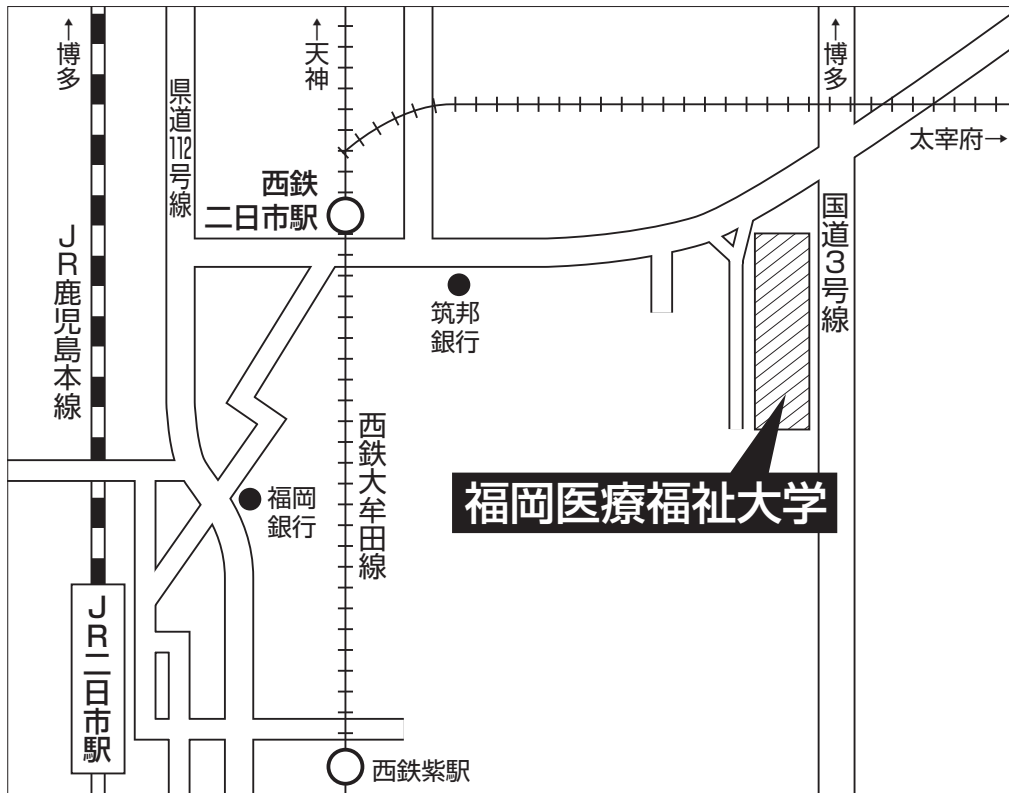 ←博多
←天神
←博多
県道112号線
太宰府→
西鉄
二日市駅
国道3号線
JR鹿児島本線
筑邦
銀行
西鉄大牟田線
福岡医療福祉大学
福岡
銀行
JR二日市駅
西鉄紫駅